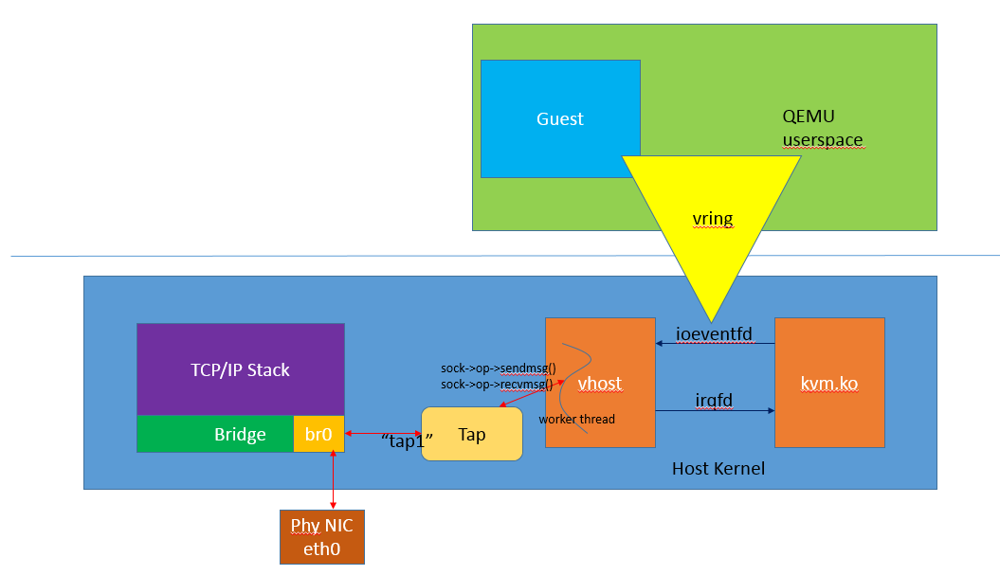 Guest
QEMU
userspace
vring
TCP/IP Stack
Bridge
br0
“tap1”
Tap
sock->op->sendmsg()
sock->op->recvmsg()
vhost
worker thread
ioeventfd
irqfd
kvm.ko
Host Kernel
Phy NIC
eth0